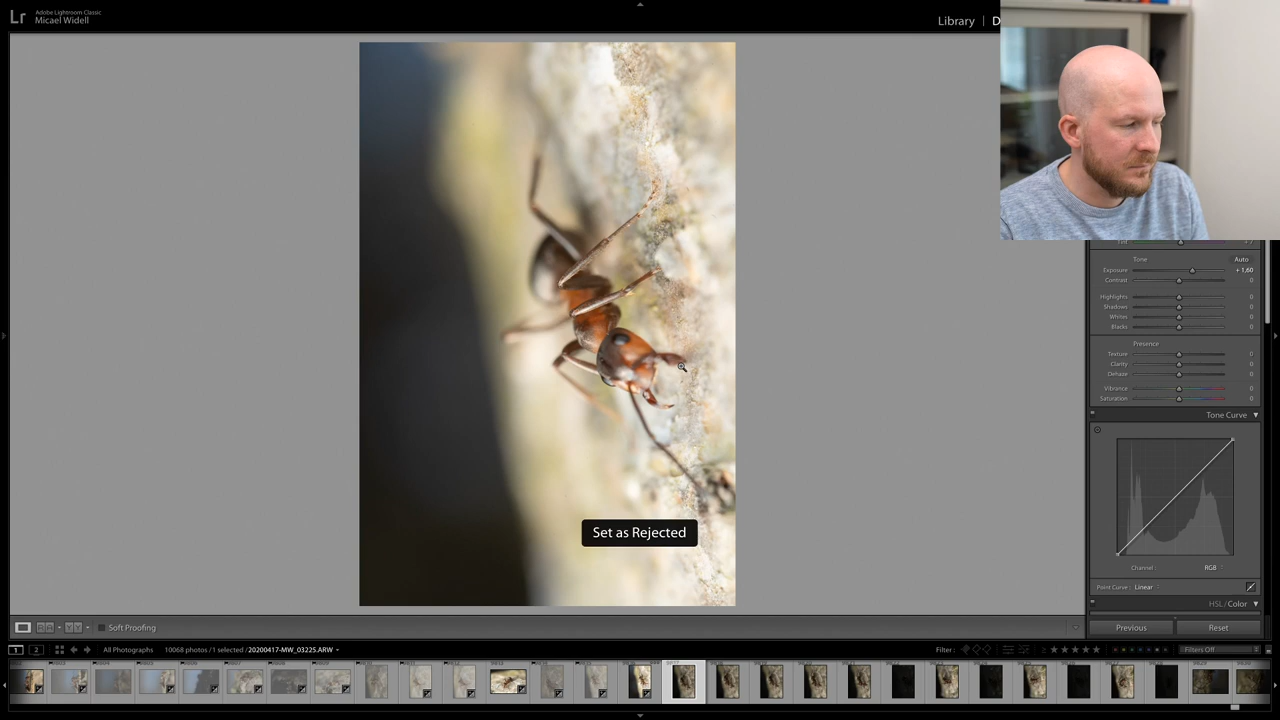 Lr
Adobe Lightroom Classic
Micael Widell
Library
D
Tint
+ 7
Tone
Auto
Exposure
+ 1,60
Contrast
0
Highlights
0
Shadows
0
Whites
0
Blacks
0
Presence
Texture
0
Clarity
0
Dehaze
0
Vibrance
0
Saturation
0
Tone Curve
Channel :
RGB
Point Curve : Linear
HSL / Color
Set as Rejected
Soft Proofing
Previous
Reset
1
2
All Photographs
10068 photos / 1 selected / 20200417-MW_03225.ARW
Filter :
Filters Off